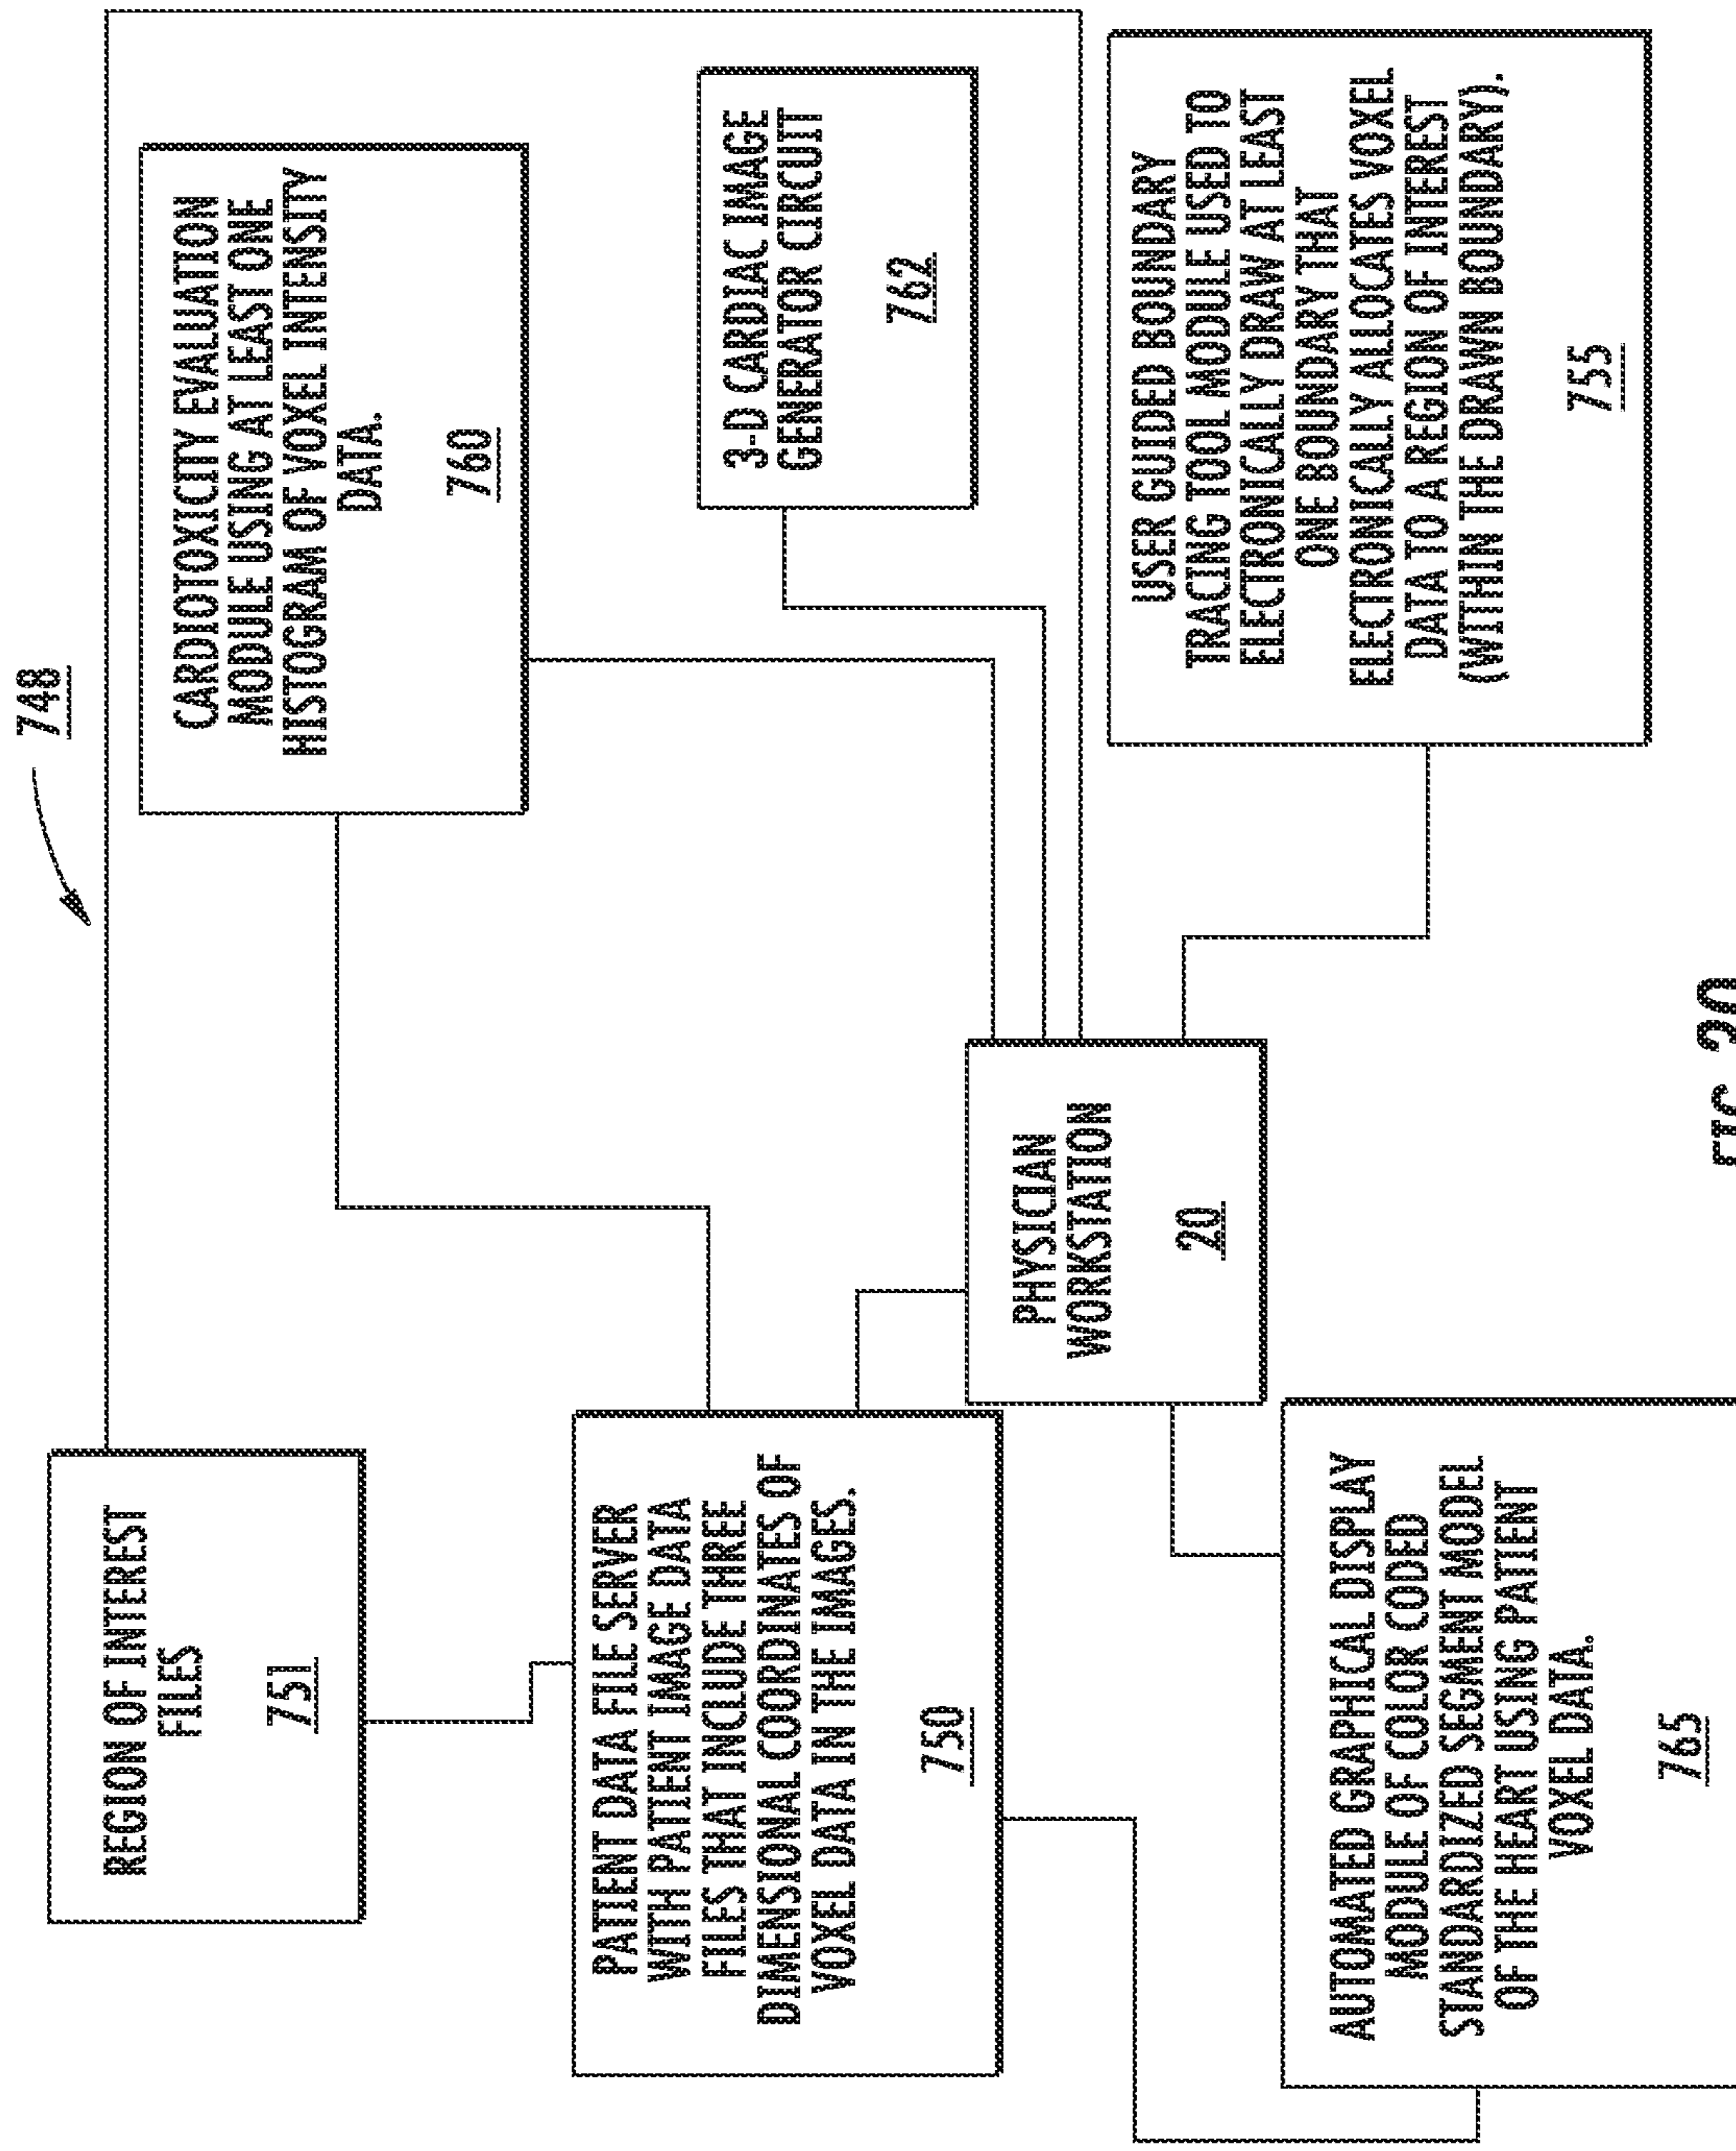 748
REGION OF INTEREST
FILES
751
CARDIOTOXICITY EVALUATION
MODULE USING AT LEAST ONE
HISTOGRAM OF VOXEL INTENSITY
DATA.
760
PATIENT DATA FILE SERVER
WITH PATIENT IMAGE DATA
FILES THAT INCLUDE THREE
DIMENSIONAL COORDINATES OF
VOXEL DATA IN THE IMAGES.
750
3-D CARDIAC IMAGE
GENERATOR CIRCUIT
762
PHYSICIAN
WORKSTATION
20
USER GUIDED BOUNDARY
TRACING TOOL MODULE USED TO
ELECTRONICALLY DRAW AT LEAST
ONE BOUNDARY THAT
ELECTRONICALLY ALLOCATES VOXEL
DATA TO A REGION OF INTEREST
(WITHIN THE DRAWN BOUNDARY).
755
AUTOMATED GRAPHICAL DISPLAY
MODULE OF COLOR CODED
STANDARDIZED SEGMENT MODEL
OF THE HEART USING PATIENT
VOXEL DATA.
765